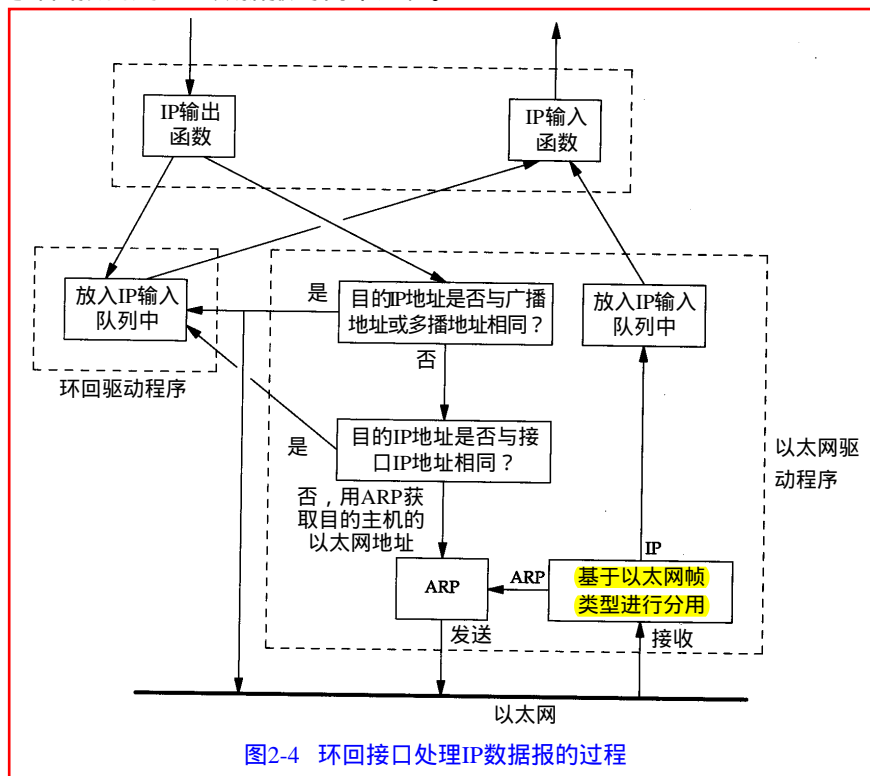 IP输出
函数
IP输入
函数
放入IP输入
队列中
环回驱动程序
是
目的IP地址是否与广播
地址或多播地址相同？
否
放入IP输入
队列中
是
目的IP地址是否与接
口IP地址相同？
以太网驱
动程序
否，用ARP获
取目的主机的
以太网地址
ARP
ARP
IP
基于以太网帧
类型进行分用
发送
接收
以太网
图2-4 环回接口处理IP数据报的过程